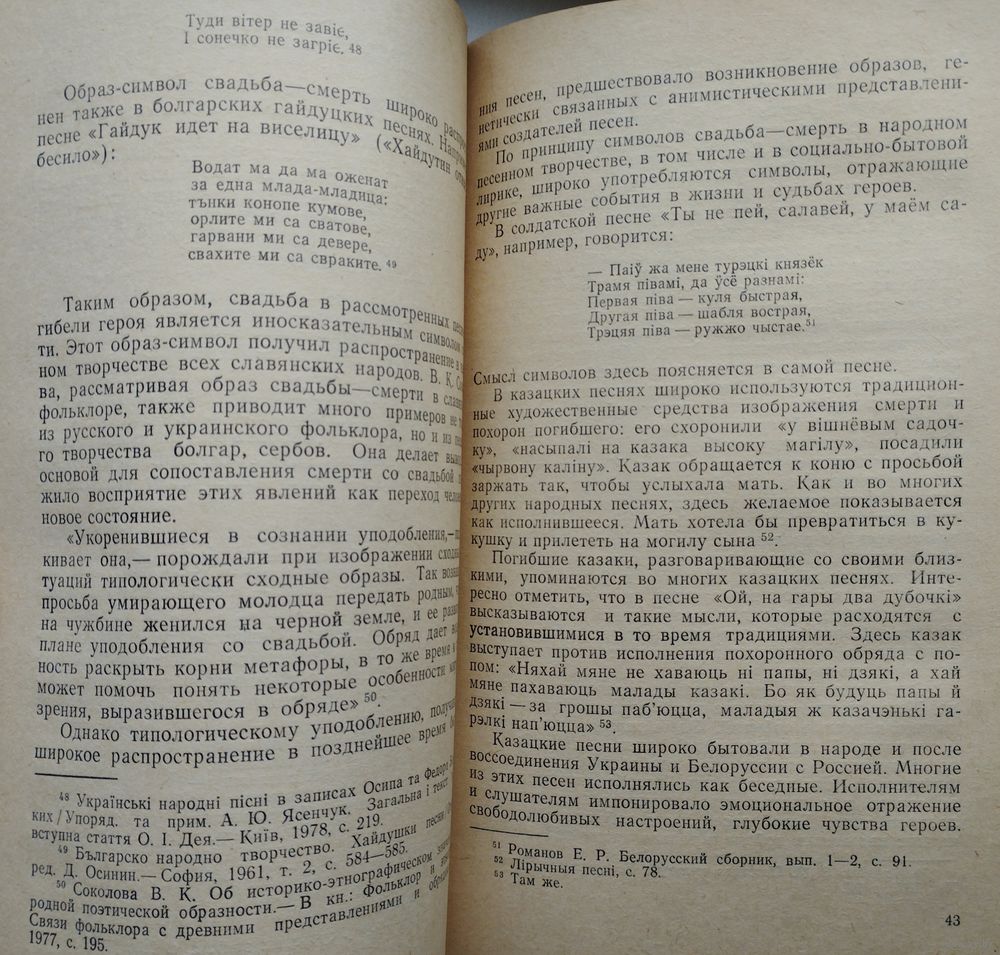 Туди вітер не завіє,
І сонечко не загріє. 48
Образ-символ свадьба—смерть широко
нен также в болгарских гайдуцких песнях.
песне «Гайдук идет на виселицу» («Хайдутин
бесило»):
Водат ма да ма оженат
за една млада-младица:
тънки конопе кумове,
орлите ми са сватове,
гарвани ми са девере,
свахите ми са свраките. 49
Таким образом, свадьба в рассмотренных
гибели героя является иносказательным символом
ти. Этот образ-символ получил распространение в
ном творчестве всех славянских народов. В. К.
ва, рассматривая образ свадьбы—смерти в
фольклоре, также приводит много примеров не
из русского и украинского фольклора, но и из
го творчества болгар, сербов. Она делает
основой для сопоставления смерти со свадьбой
жило восприятие этих явлений как переход
новое состояние.
«Укоренившиеся в сознании уподобления,—
кивает она,— порождали при изображении
туаций типологически сходные образы. Так
просьба умирающего молодца передать родным,
на чужбине женился на черной земле, и ее
плане уподобления со свадьбой. Обряд дает
ность раскрыть корни метафоры, в то же время и
может помочь понять некоторые особенности
зрения, выразившегося в обряде» 50.
Однако типологическому уподоблению,
широкое распространение в позднейшее время
48 Українські народні пісні в записах Осипа та Федора
ких/Упоряд. та прим. А. Ю. Ясенчук. Загальна і текст
вступна стаття О. І. Дея.— Київ, 1978, с. 219.
49 Българско народно творчество. Хайдушки песни
ред. Д. Осинин.— София, 1961, т. 2, с. 584—585.
50 Соколова В. К. Об историко-этнографическом
родной поэтической образности.— В кн.: Фольклор и
Связи фольклора с древними представлениями и
1977, с. 195.
ния песен, предшествовало возникновение образов, ге-
нетически связанных с анимистическими представлени-
ями создателей песен.
По принципу символов свадьба—смерть в народном
песенном творчестве, в том числе и в социально-бытовой
лирике, широко употребляются символы, отражающие
другие важные события в жизни и судьбах героев.
В солдатской песне «Ты не пей, салавей, у маём са-
ду», например, говорится:
— Паіў жа мене турэцкі князёк
Трамя півамі, да ўсё разнамі:
Первая піва — куля быстрая,
Другая піва — шабля вострая,
Трэцяя піва — ружжо чыстае.51
Смысл символов здесь поясняется в самой песне.
В казацких песнях широко используются традицион-
ные художественные средства изображения смерти и
похорон погибшего: его схоронили «у вішнёвым садоч-
ку», «насыпалі на казака высоку магілу», посадили
«чырвону каліну». Казак обращается к коню с просьбой
заржать так, чтобы услыхала мать. Как и во многих
других народных песнях, здесь желаемое показывается
как исполнившееся. Мать хотела бы превратиться в ку-
кушку и прилететь на могилу сына 52.
Погибшие казаки, разговаривающие со своими близ-
кими, упоминаются во многих казацких песнях. Инте-
ресно отметить, что в песне «Ой, на гары два дубочкі»
высказываются и такие мысли, которые расходятся с
установившимися в то время традициями. Здесь казак
выступает против исполнения похоронного обряда с по-
пом: «Няхай мяне не хаваюць ні папы, ні дзякі, а хай
мяне пахаваюць малады казакі. Бо як будуць папы й
дзякі — за грошы паб'юцца, маладыя ж казачэнькі га-
рэлкі нап'юцца» 53.
Казацкие песни широко бытовали в народе и после
воссоединения Украины и Белоруссии с Россией. Многие
из этих песен исполнялись как беседные. Исполнителям
и слушателям импонировало эмоциональное отражение
свободолюбивых настроений, глубокие чувства героев.
51 Романов Е. Р. Белорусский сборник, вып. 1—2, с. 91.
52 Лірычныя песні, с. 78.
53 Там же.
43